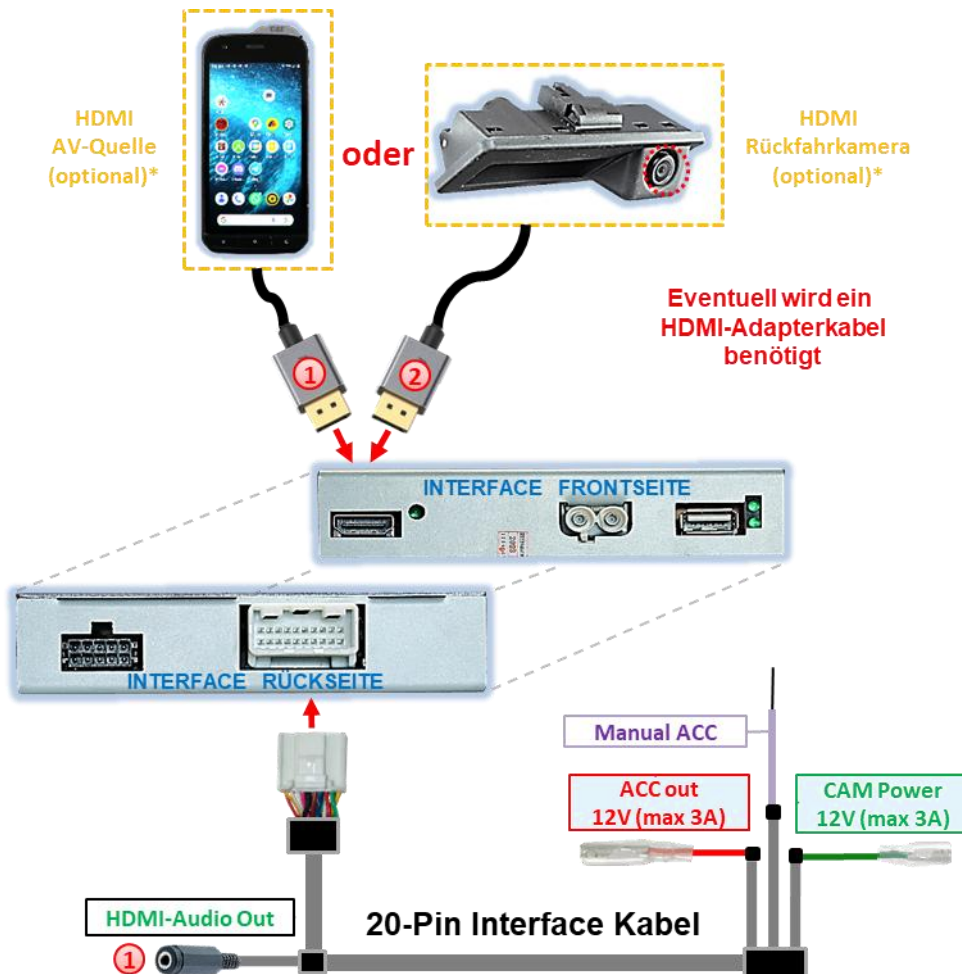 HDMI
AV-Quelle
(optional)*
oder
HDMI
Rückfahrkamera
(optional)*
Eventuell wird ein
HDMI-Adapterkabel
benötigt
1
2
INTERFACE FRONTSEITE
INTERFACE RÜCKSEITE
Manual ACC
ACC out
12V (max 3A)
CAM Power
12V (max 3A)
HDMI-Audio Out
20-Pin Interface Kabel
1